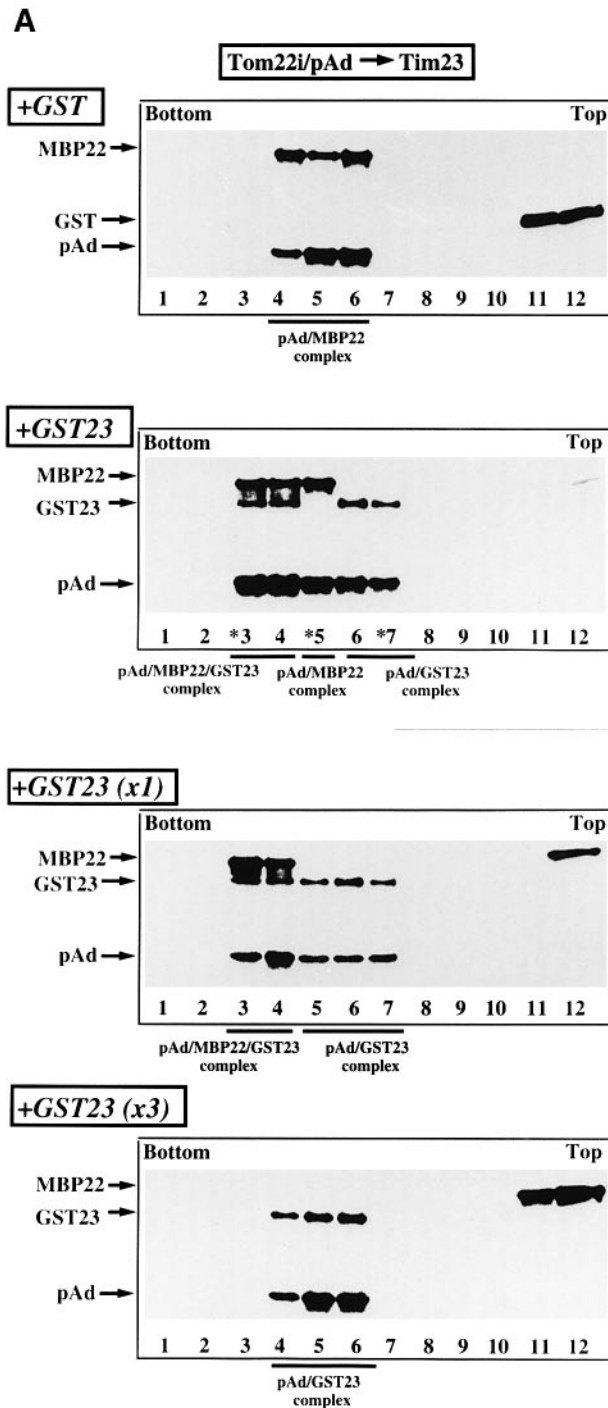 A
Tom22i/pAd → Tim23
+GST
Bottom Top
MBP22
GST
pAd
1 2 3 4 5 6 7 8 9 10 11 12
pAd/MBP22
complex
+GST23
Bottom Top
MBP22
GST23
pAd
1 2 *3 4 *5 6 *7 8 9 10 11 12
pAd/MBP22/GST23 pAd/MBP22 pAd/GST23
complex complex complex
+GST23 (x1)
Bottom Top
MBP22
GST23
pAd
1 2 3 4 5 6 7 8 9 10 11 12
pAd/MBP22/GST23 pAd/GST23
complex complex
+GST23 (x3)
Bottom Top
MBP22
GST23
pAd
1 2 3 4 5 6 7 8 9 10 11 12
pAd/GST23
complex